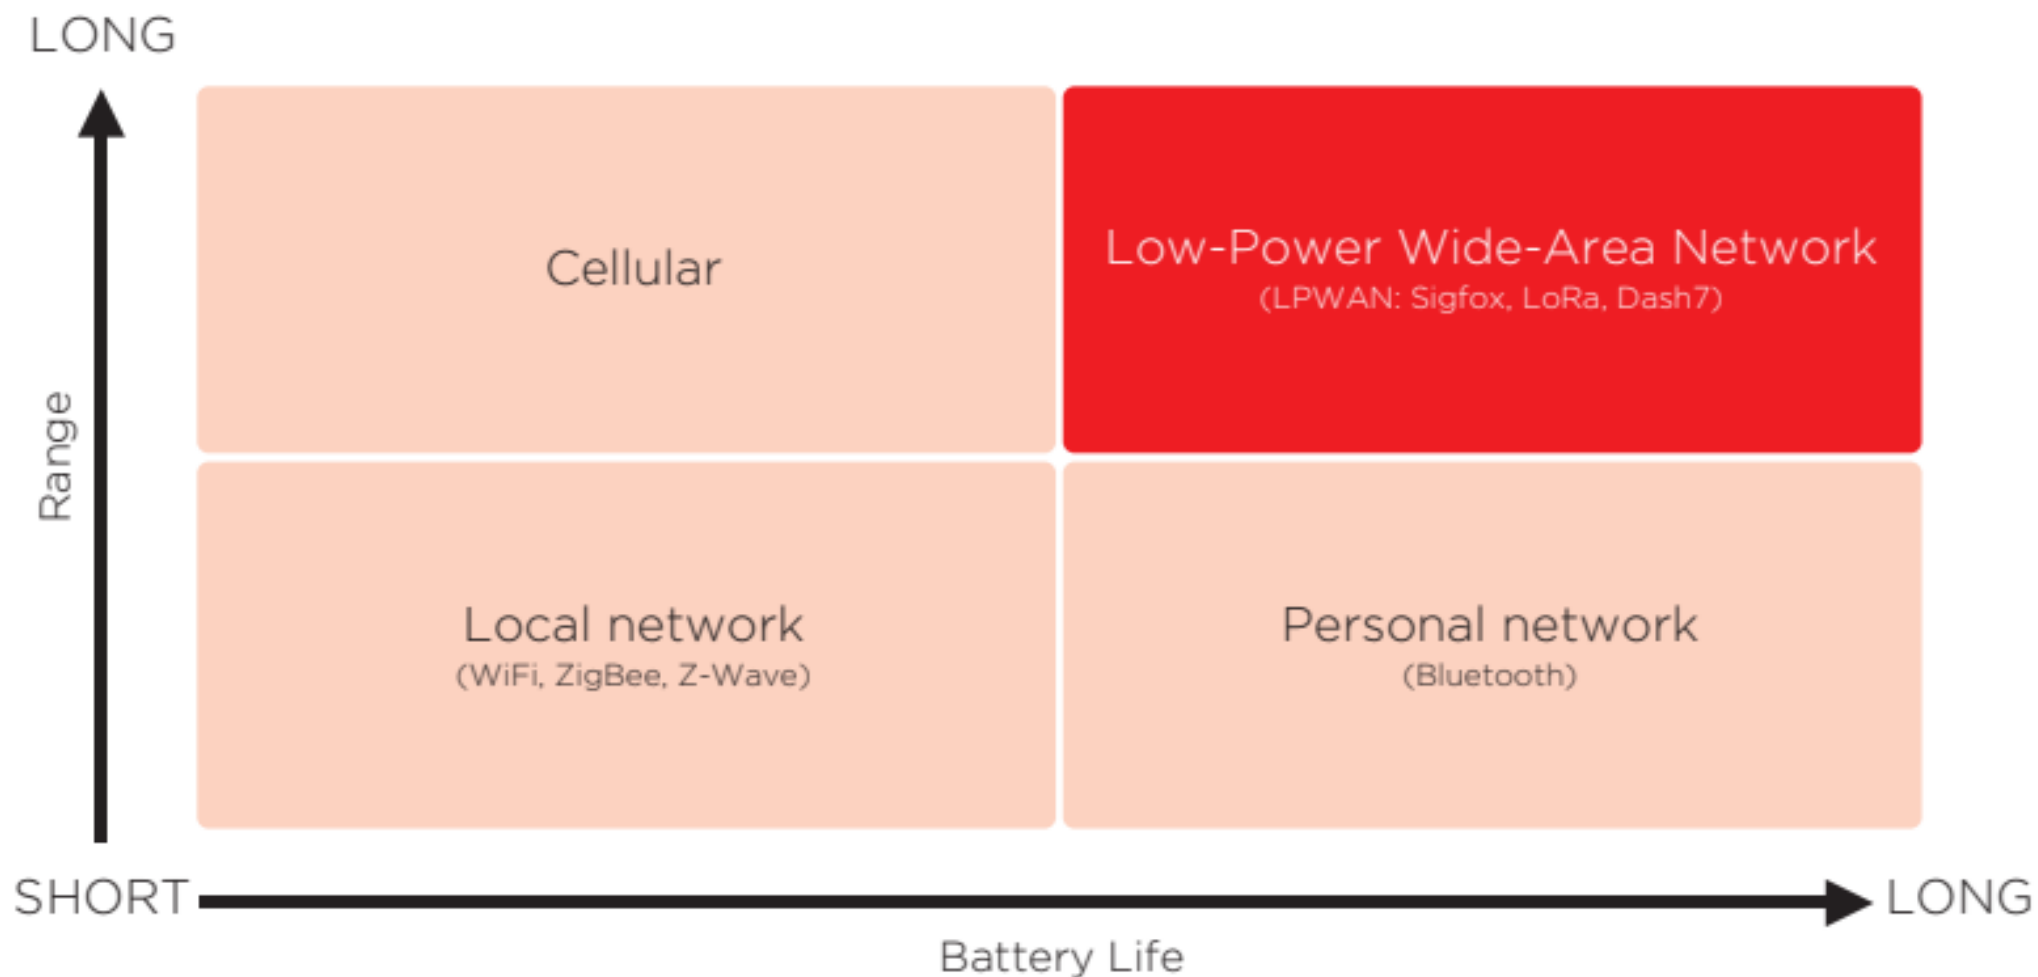 LONG
Cellular
Low-Power Wide-Area Network
(LPWAN: Sigfox, LoRa, Dash7)
Range
Local network
(WiFi, ZigBee, Z-Wave)
Personal network
(Bluetooth)
SHORT
LONG
Battery Life